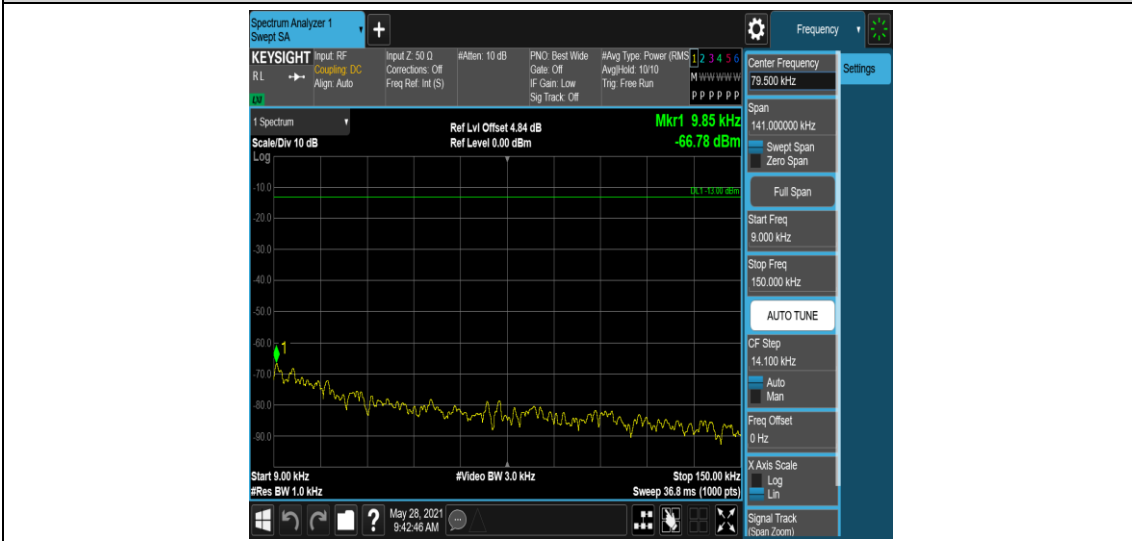 Spectrum Analyzer 1
Swept SA
+
Frequency
KEYSIGHT
RL
LXI
Input: RF
Coupling: DC
Align: Auto
Input Z: 50 Ω
Corrections: Off
Freq Ref: Int (S)
#Atten: 10 dB
PNO: Best Wide
Gate: Off
IF Gain: Low
Sig Track: Off
#Avg Type: Power (RMS
Avg|Hold: 10/10
Trig: Free Run
1 2 3 4 5 6
M W W W W W
P P P P P P
1 Spectrum
Scale/Div 10 dB
Log
Ref Lvl Offset 4.84 dB
Ref Level 0.00 dBm
Mkr1 9.85 kHz
-66.78 dBm
DL1 -13.00 dBm
-10.0
-20.0
-30.0
-40.0
-50.0
-60.0
1
-70.0
-80.0
-90.0
Start 9.00 kHz
#Res BW 1.0 kHz
#Video BW 3.0 kHz
Stop 150.00 kHz
Sweep 36.8 ms (1000 pts)
Center Frequency
79.500 kHz
Settings
Span
141.000000 kHz
Swept Span
Zero Span
Full Span
Start Freq
9.000 kHz
Stop Freq
150.000 kHz
AUTO TUNE
CF Step
14.100 kHz
Auto
Man
Freq Offset
0 Hz
X Axis Scale
Log
Lin
Signal Track
(Span Zoom)
?
May 28, 2021
9:42:46 AM